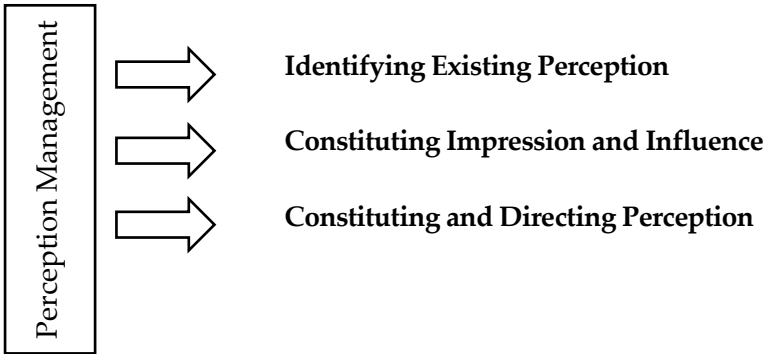 Perception Management
Identifying Existing Perception
Constituting Impression and Influence
Constituting and Directing Perception